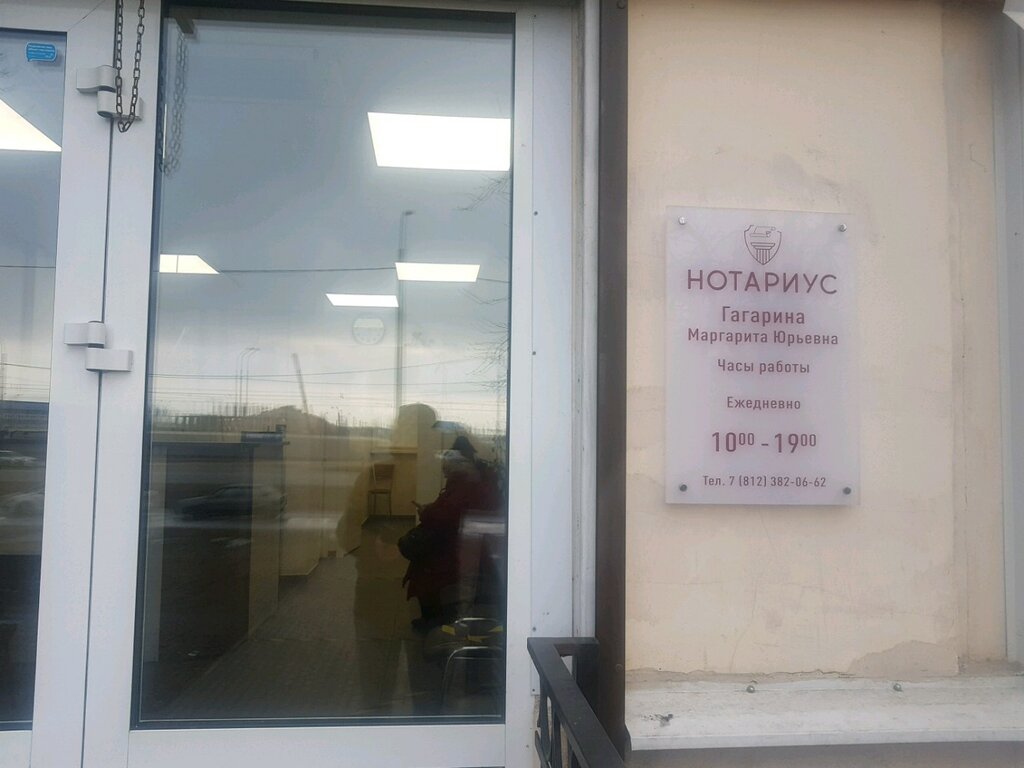 НОТАРИУС
Гагарина
Маргарита Юрьевна
Часы работы
Ежедневно
10⁰⁰ - 19⁰⁰
Тел. 7 (812) 382-06-62